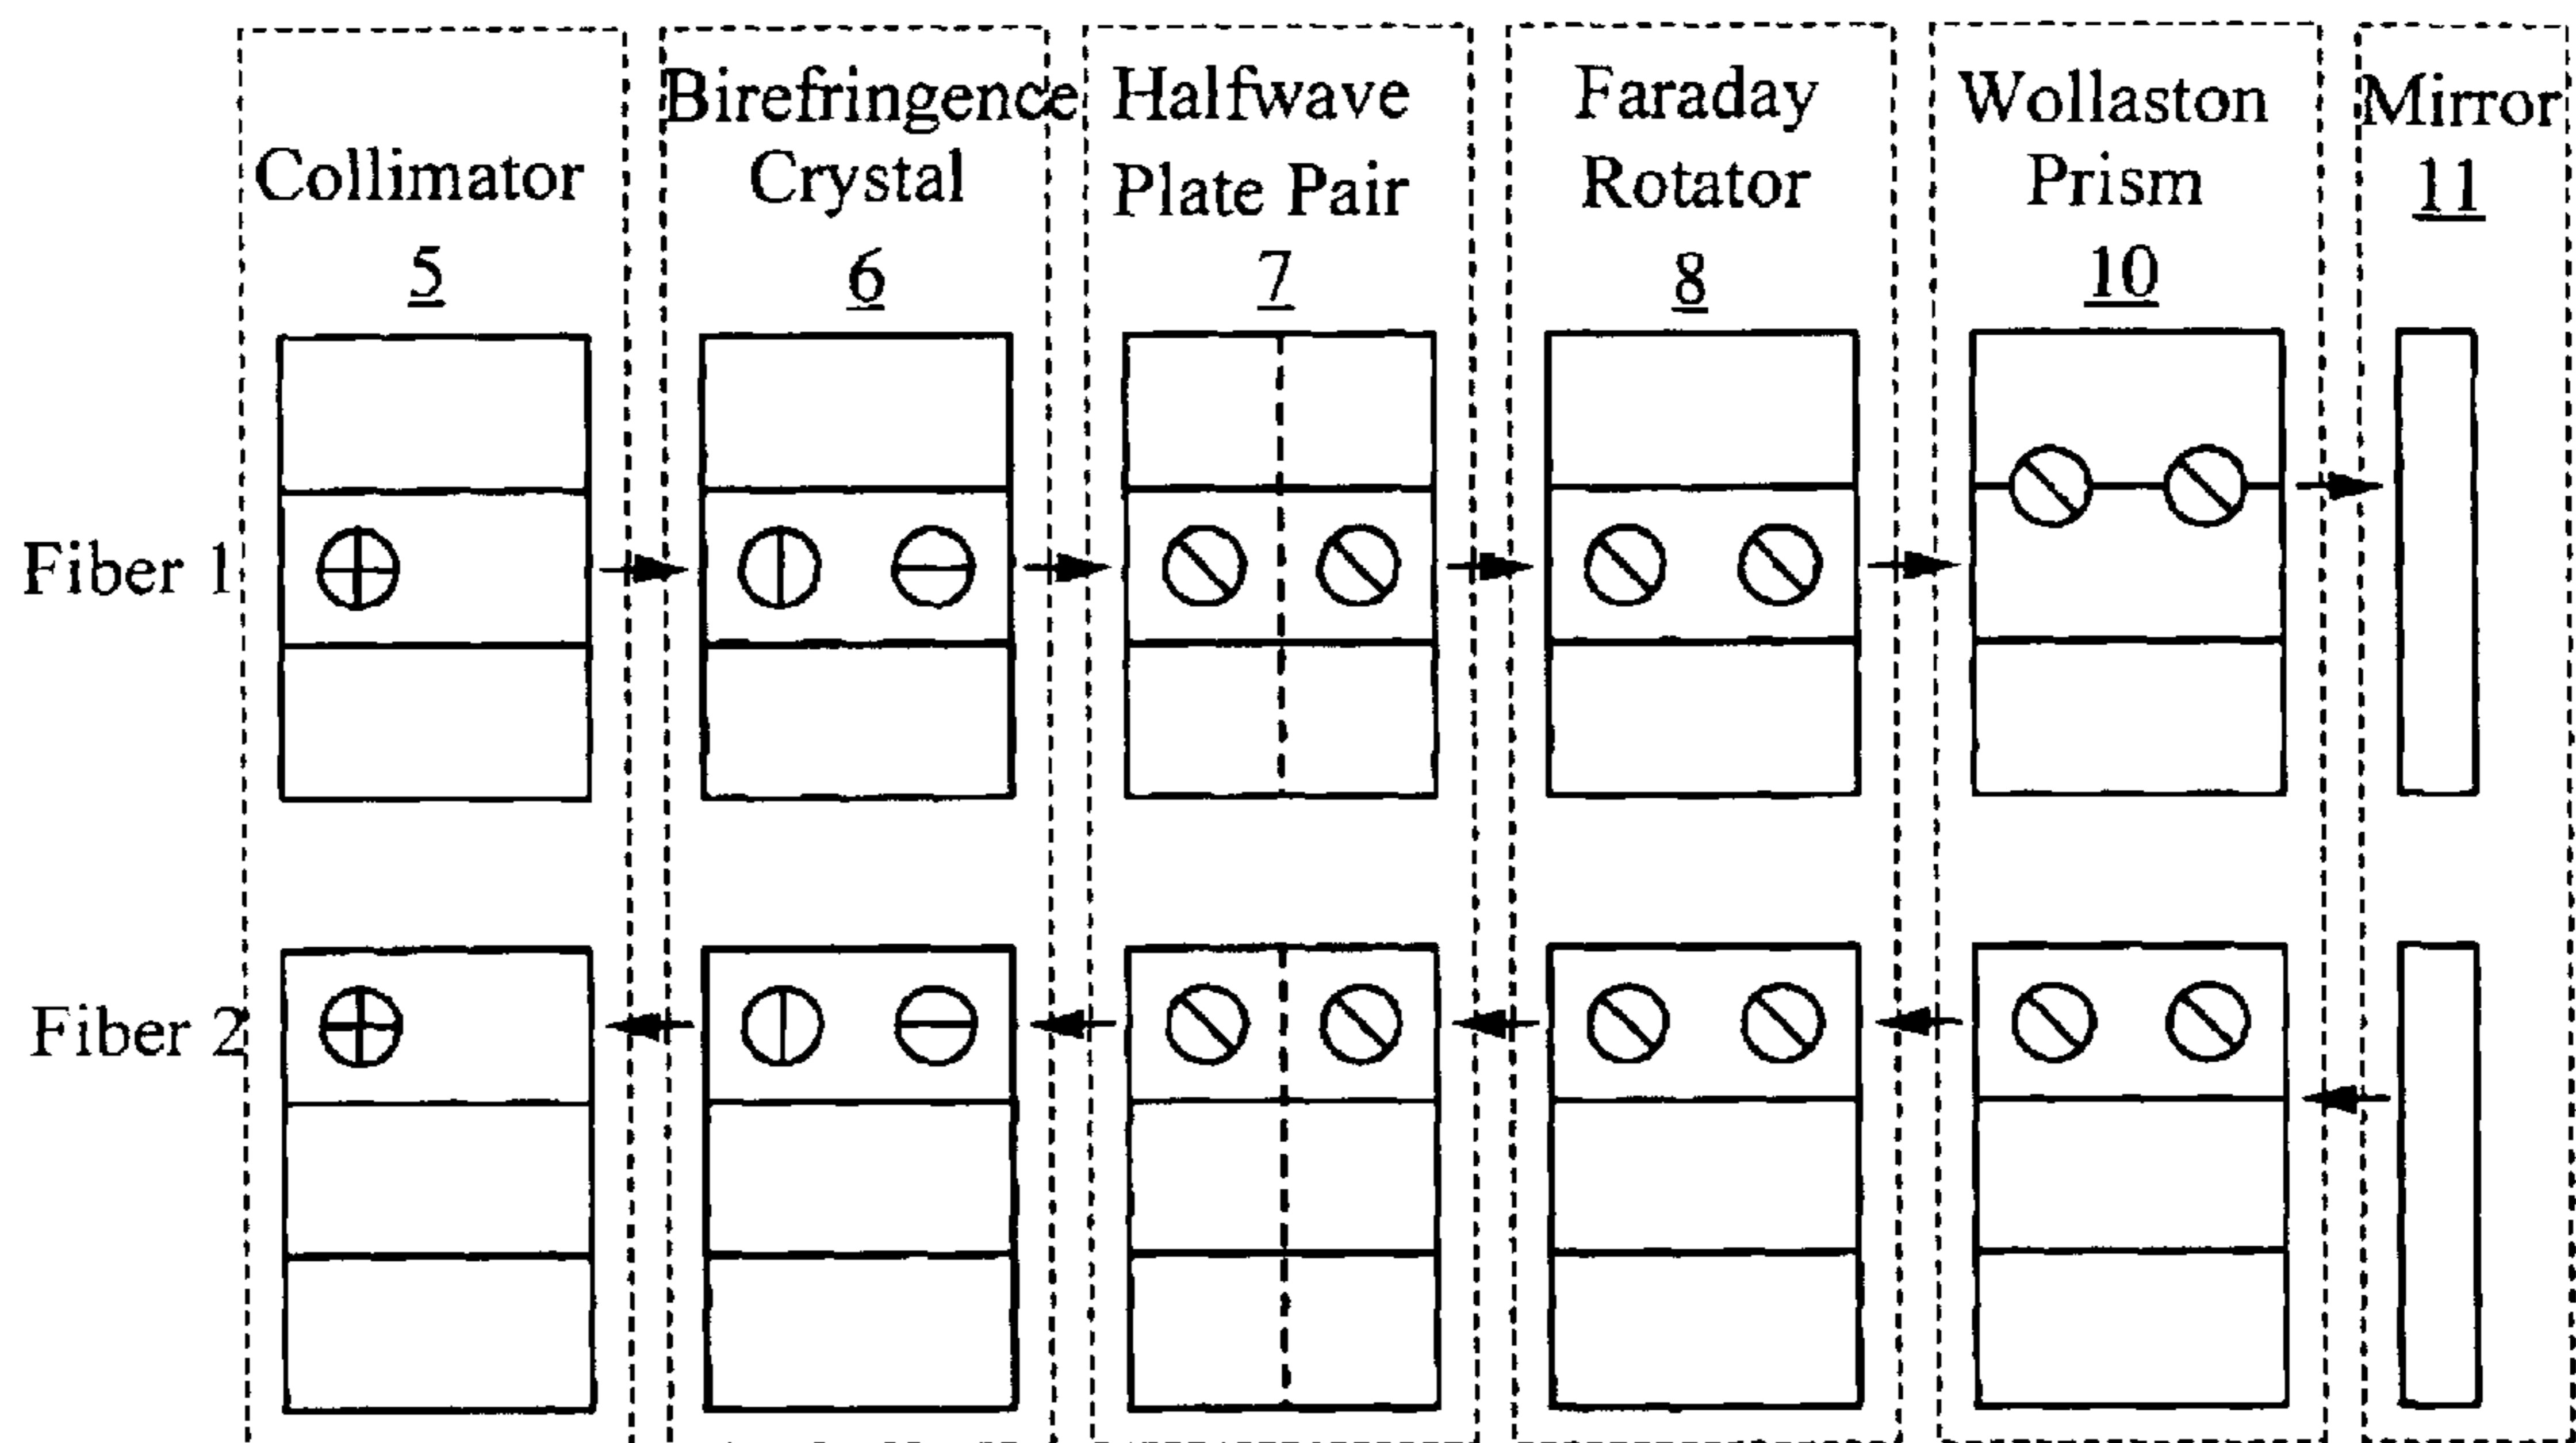 Collimator
5
Birefringence
Crystal
6
Halfwave
Plate Pair
7
Faraday
Rotator
8
Wollaston
Prism
10
Mirror
11
Fiber 1
Fiber 2